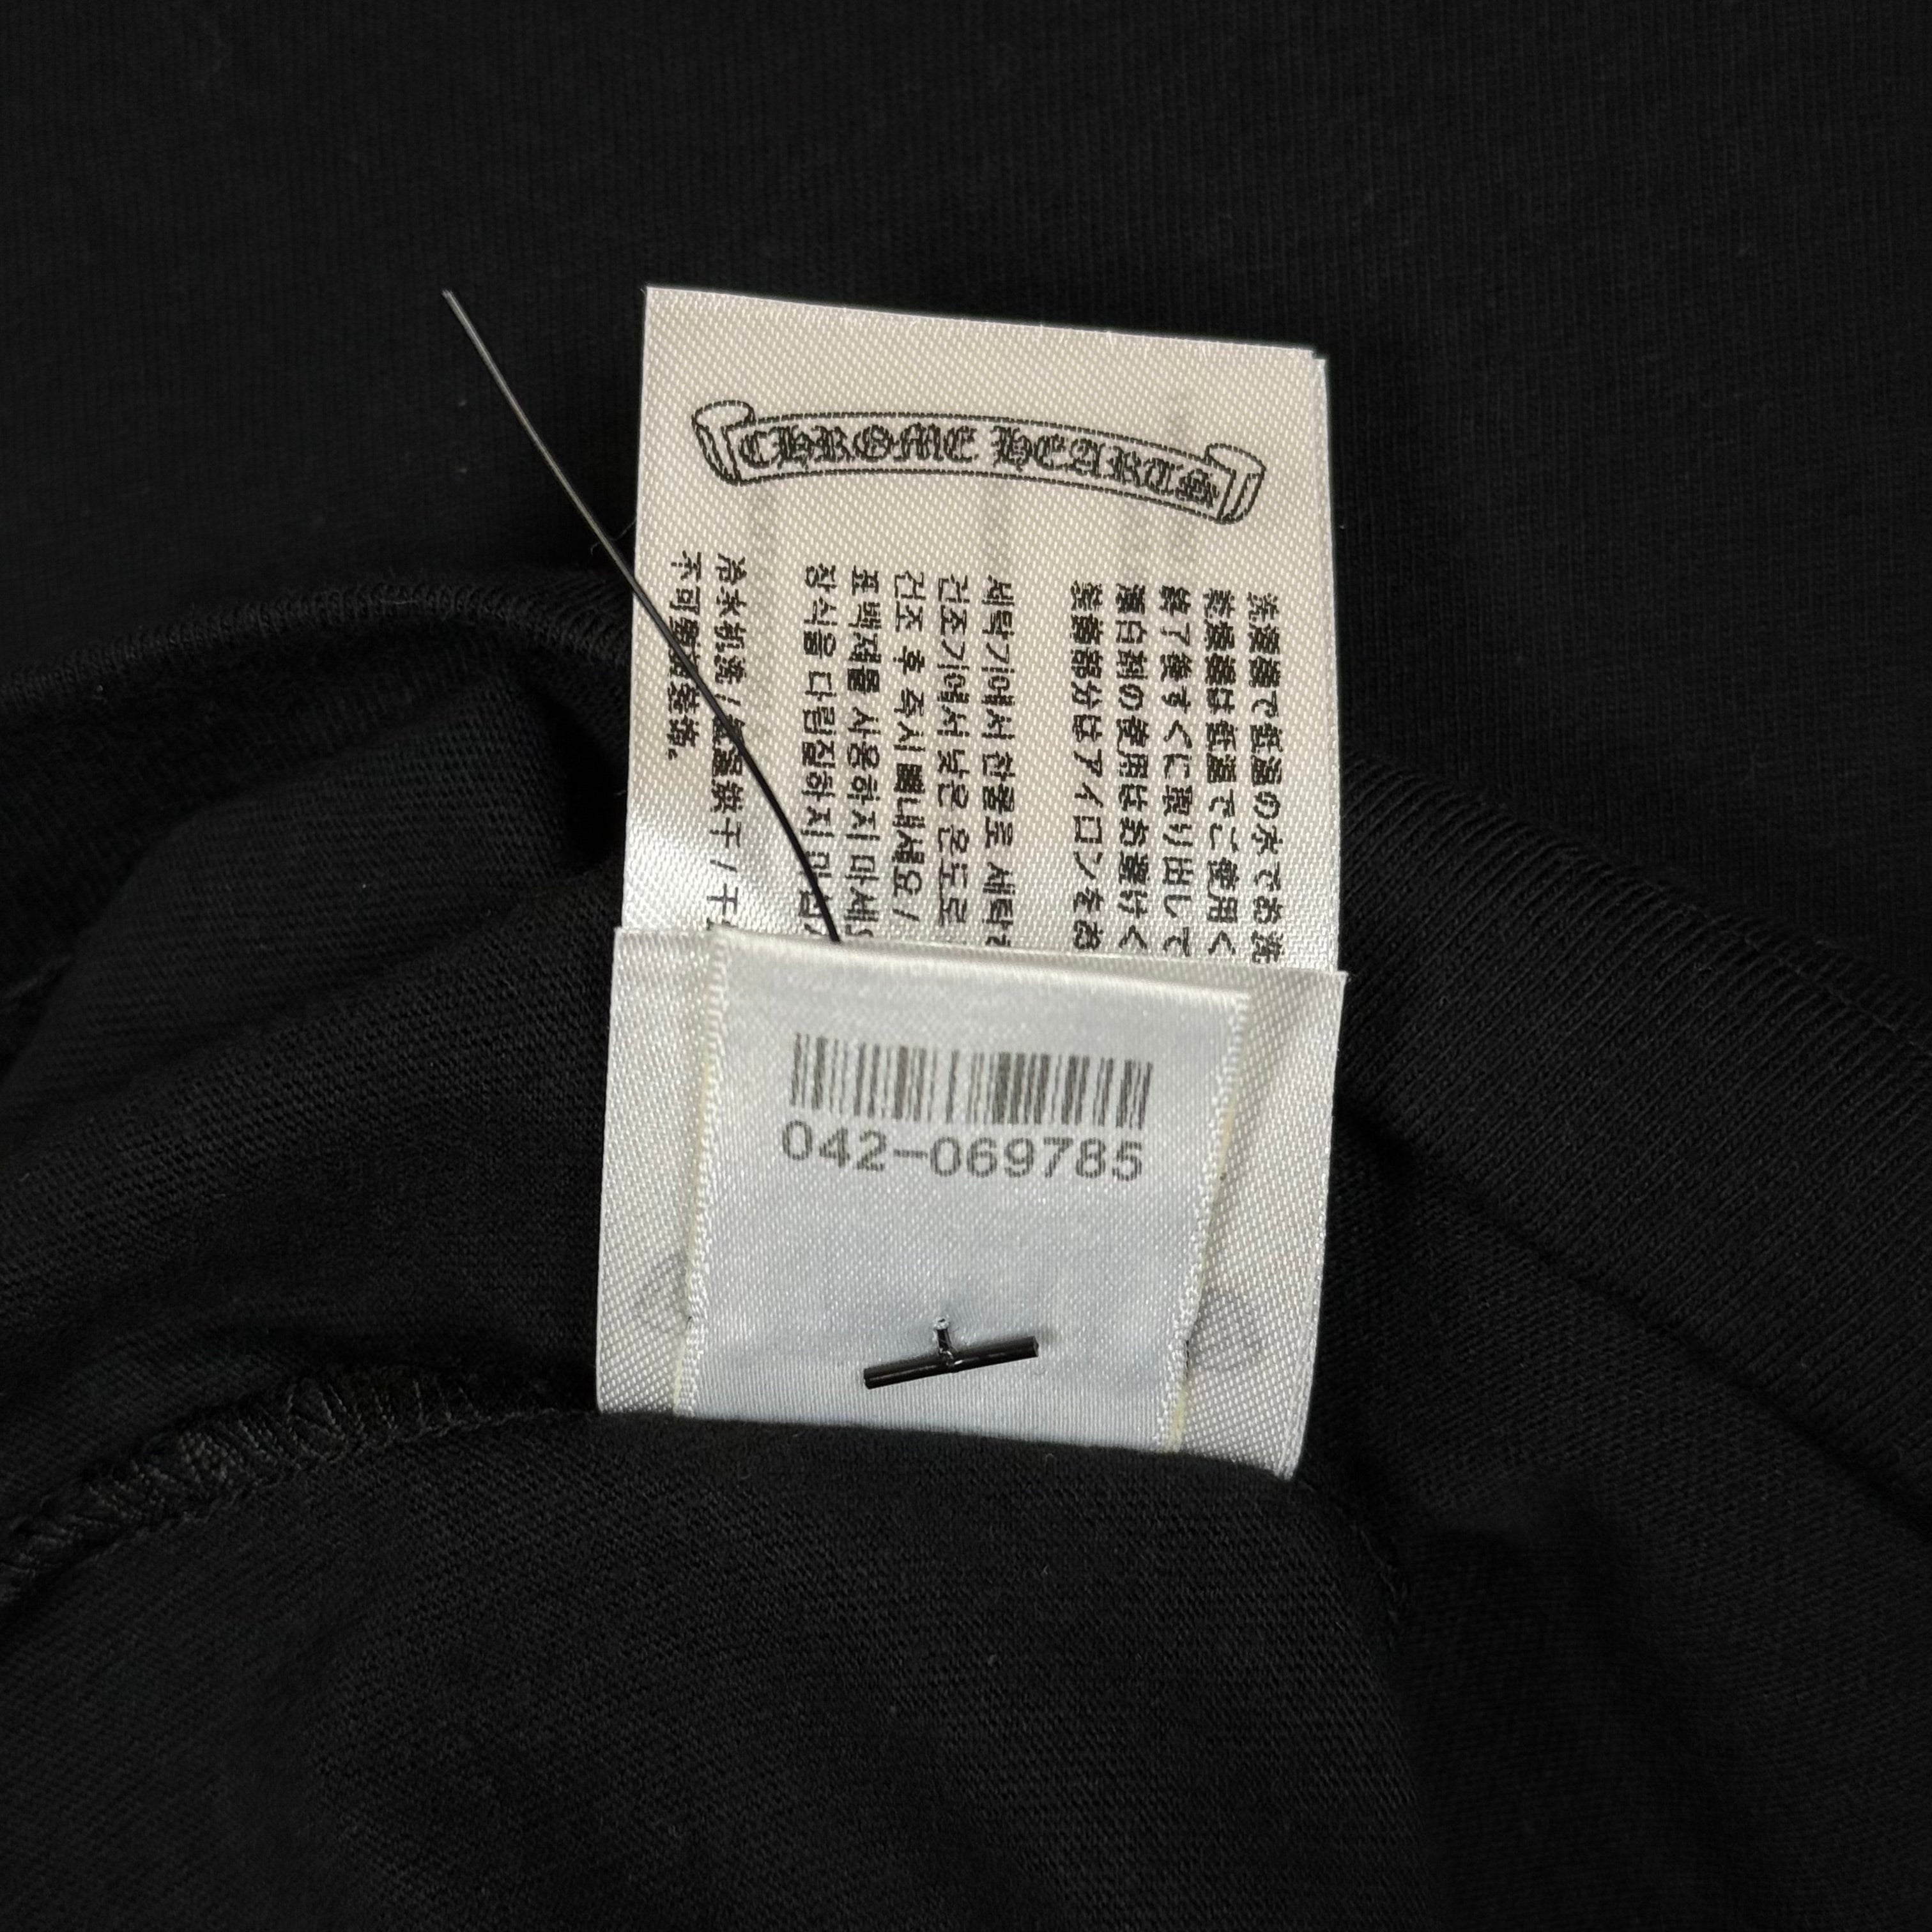 CHROME HEARTS
洗濯機で低温の水でお洗
乾燥機は低温でご使用く
終了後すぐに取り出して
漂白剤の使用はお避けく
装飾部分はアイロンをお
세탁기에서 찬물로 세탁
건조기에서 낮은 온도로
건조 후 즉시 빼내세요 /
표백제를 사용하지 마세
장식을 다림질하지 마십
冷水机洗 / 低温烘干 / 干
不可熨烫装饰。
042-069785